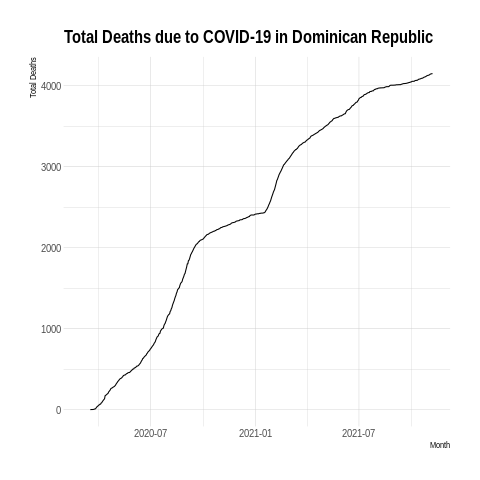 Total Deaths due to COVID-19 in Dominican Republic
Total Deaths
4000
3000
2000
1000
0
2020-07 2021-01 2021-07
Month